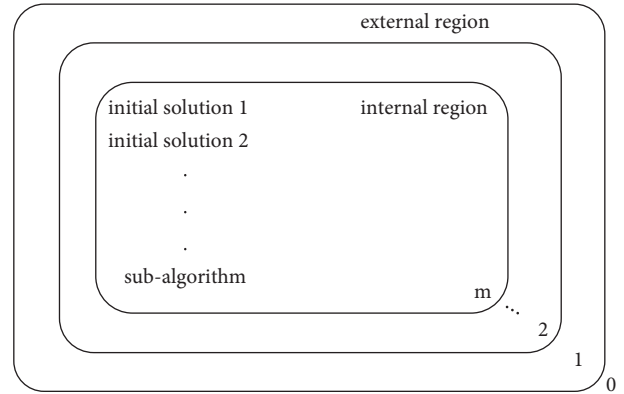 external region
initial solution 1
internal region
initial solution 2
.
.
.
sub-algorithm
m
...
2
1
0